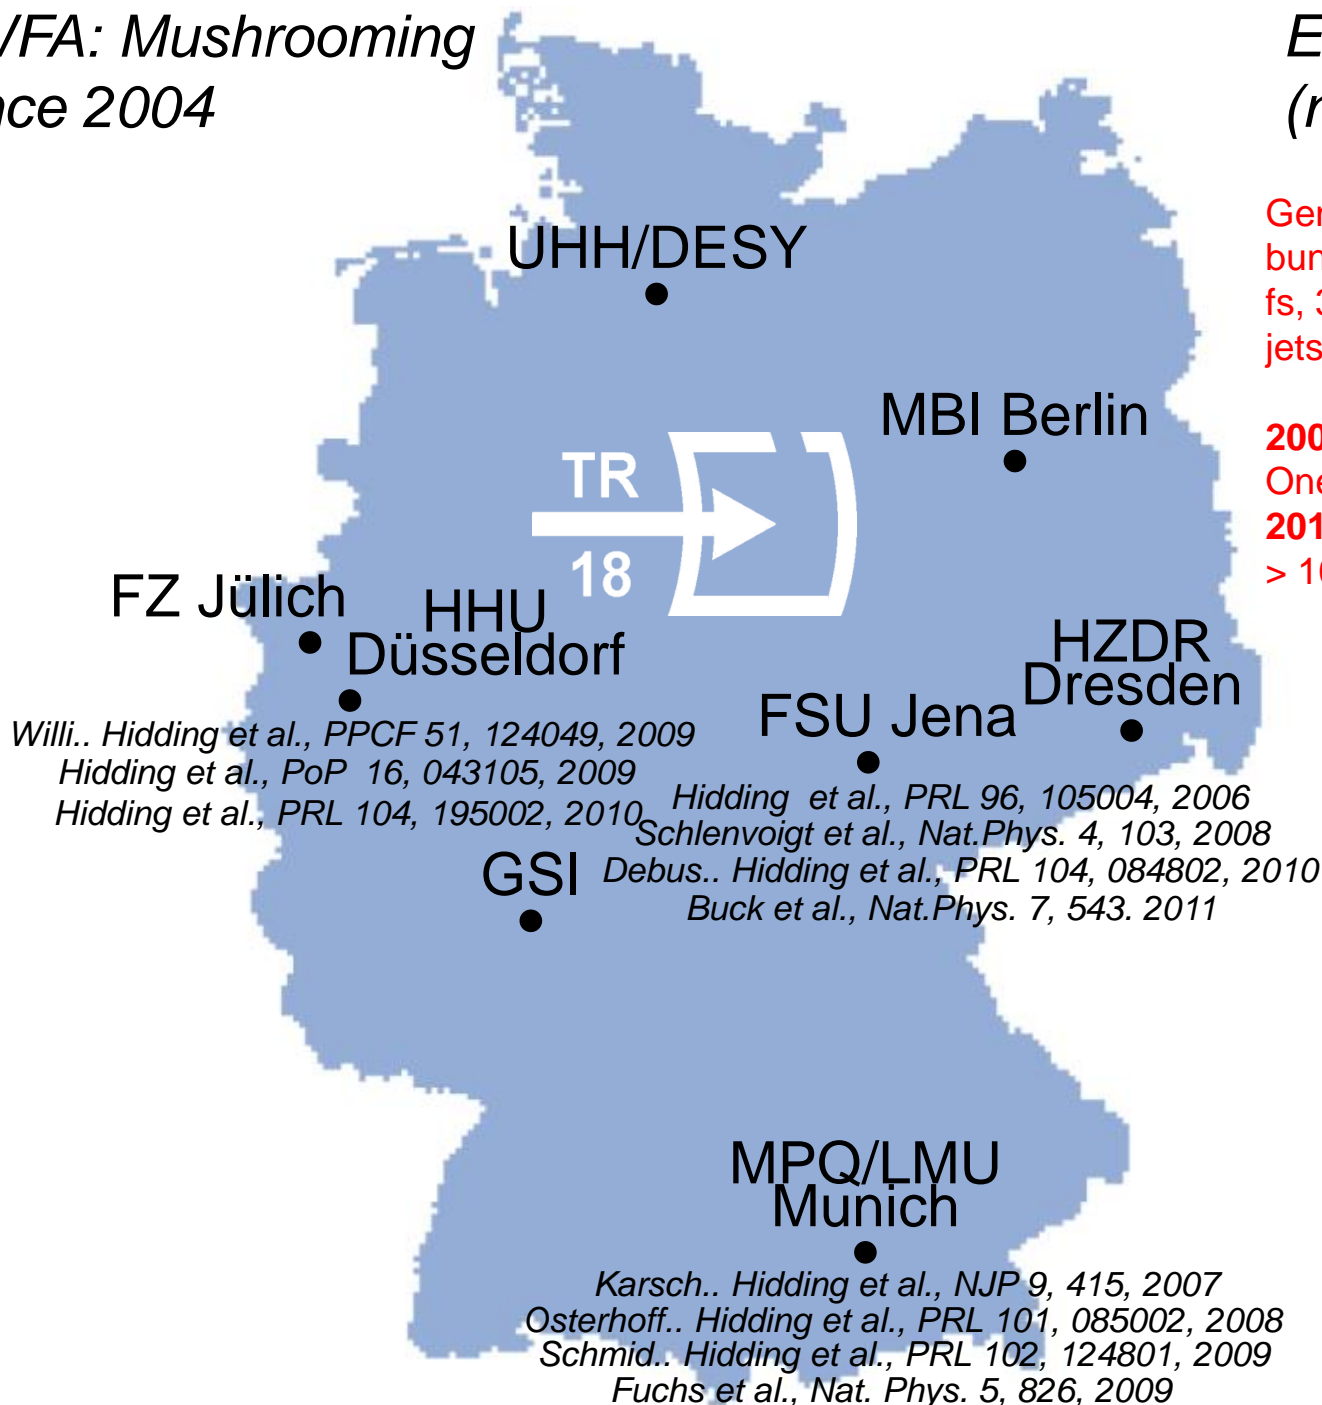 VFA: Mushrooming
nce 2004
E
(r
Ger
bun
fs, 3
jets
200
One
201
> 10
UHH/DESY
MBI Berlin
TR
18
FZ Jülich
HHU
Düsseldorf
HZDR
Dresden
FSU Jena
Willi.. Hidding et al., PPCF 51, 124049, 2009
Hidding et al., PoP 16, 043105, 2009
Hidding et al., PRL 104, 195002, 2010
Hidding et al., PRL 96, 105004, 2006
Schlenvoigt et al., Nat.Phys. 4, 103, 2008
Debus.. Hidding et al., PRL 104, 084802, 2010
Buck et al., Nat.Phys. 7, 543. 2011
GSI
MPQ/LMU
Munich
Karsch.. Hidding et al., NJP 9, 415, 2007
Osterhoff.. Hidding et al., PRL 101, 085002, 2008
Schmid.. Hidding et al., PRL 102, 124801, 2009
Fuchs et al., Nat. Phys. 5, 826, 2009